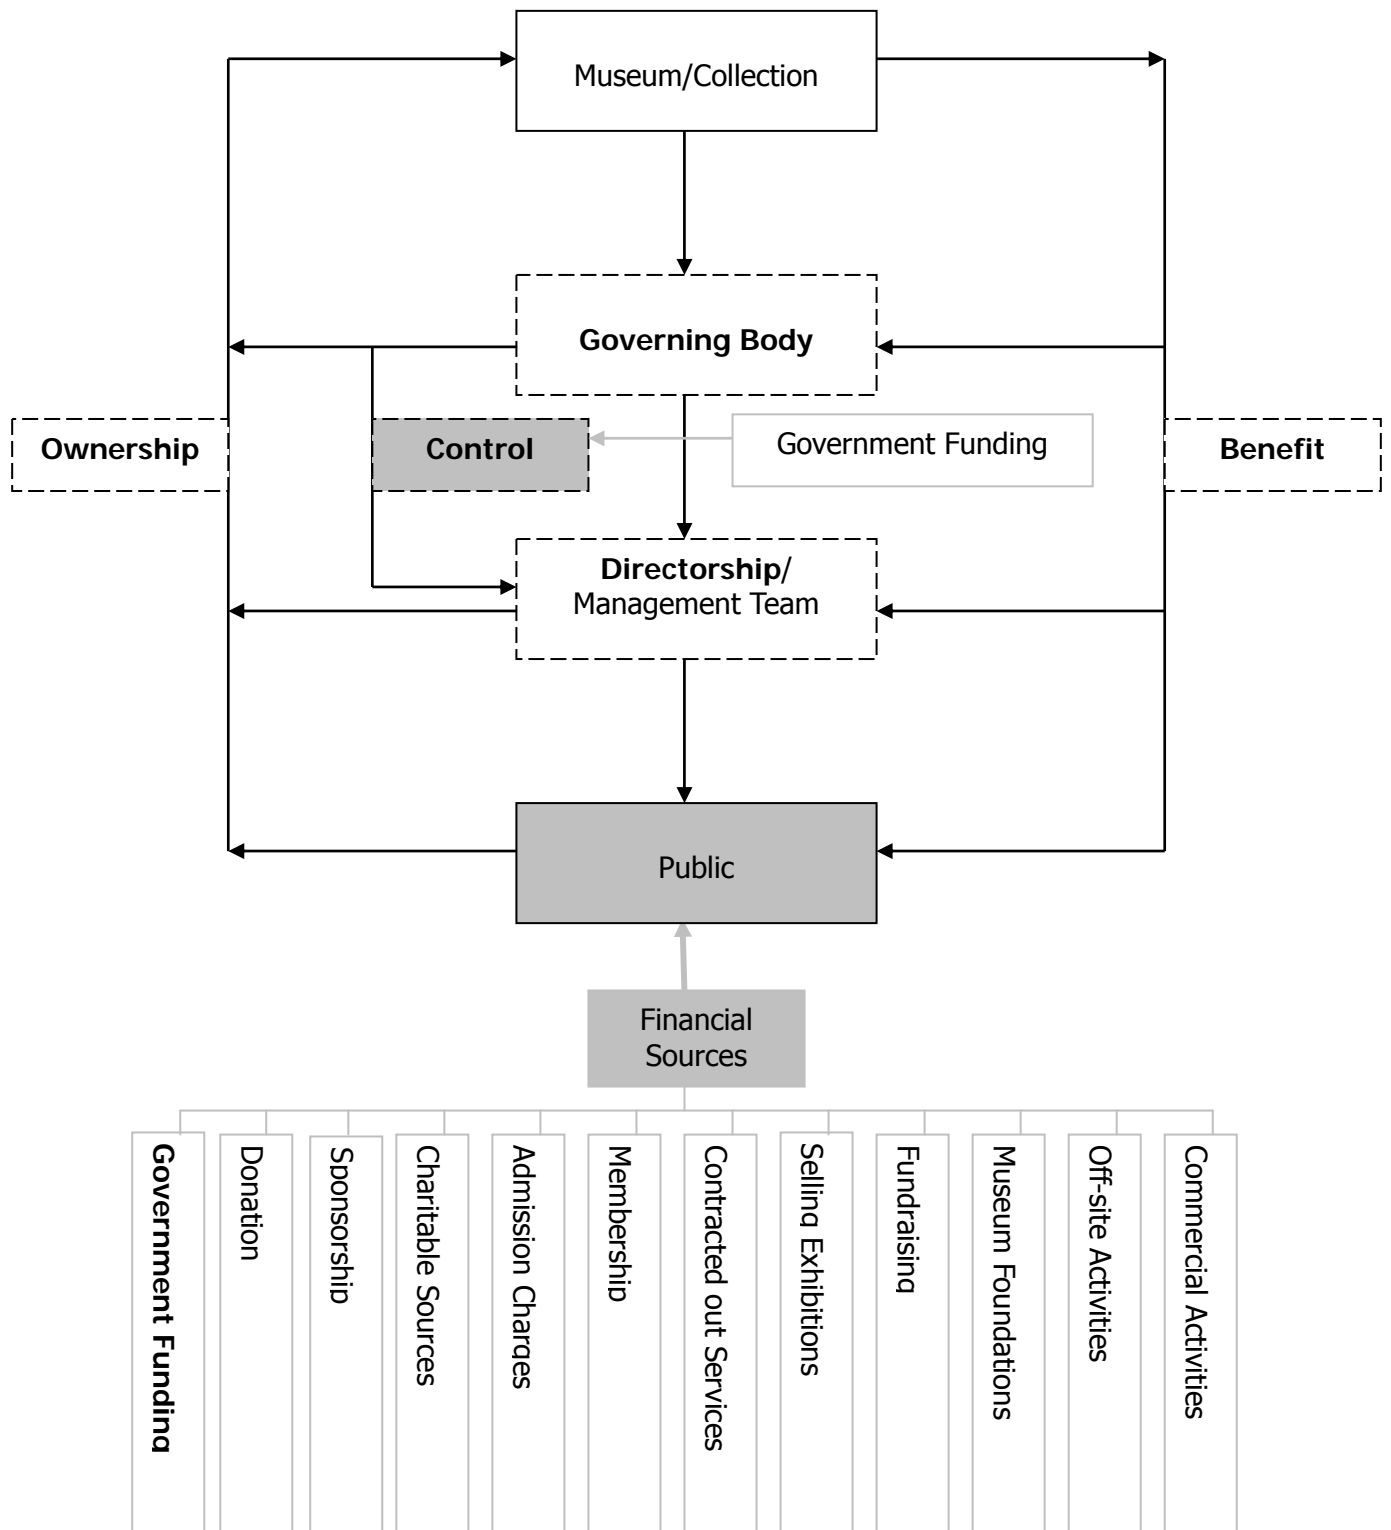 Museum/Collection
Governing Body
Ownership
Control
Government Funding
Benefit
Directorship/
Management Team
Public
Financial
Sources
Government Funding
Donation
Sponsorship
Charitable Sources
Admission Charges
Membership
Contracted out Services
Selling Exhibitions
Fundraising
Museum Foundations
Off-site Activities
Commercial Activities